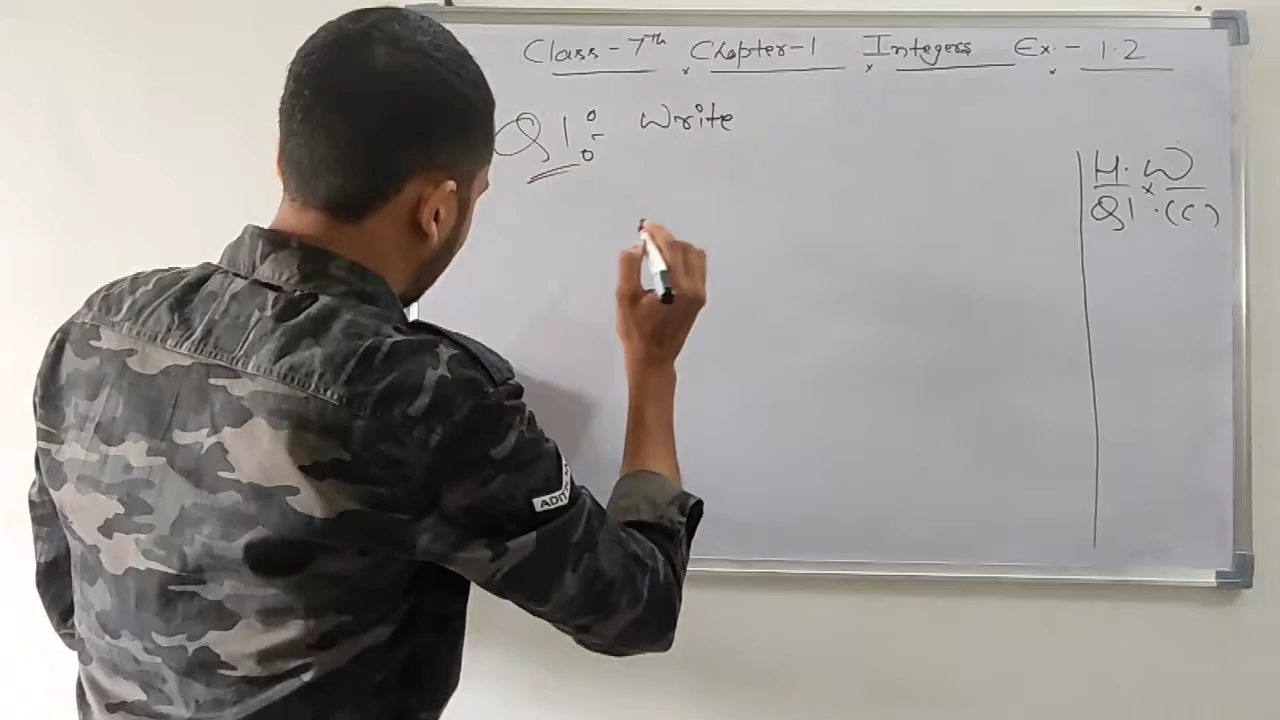 Class - 7th Chapter - 1 Integers Ex. - 1.2
Q1:- Write
H.W
Q1.(C)